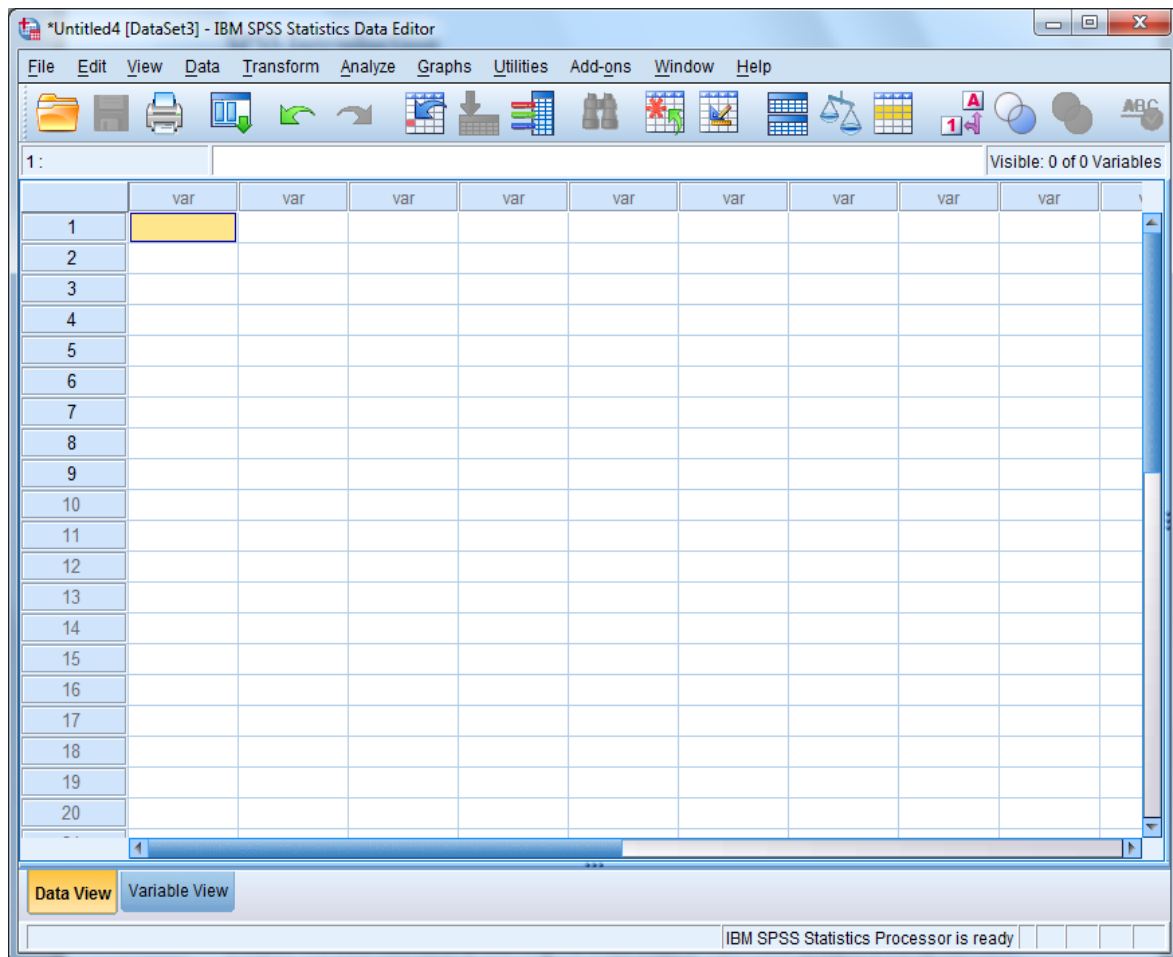 *Untitled4 [DataSet3] - IBM SPSS Statistics Data Editor
File Edit View Data Transform Analyze Graphs Utilities Add-ons Window Help
A
1
ABC
1 :
Visible: 0 of 0 Variables
var var var var var var var var var
1
2
3
4
5
6
7
8
9
10
11
12
13
14
15
16
17
18
19
20
Data View Variable View
IBM SPSS Statistics Processor is ready